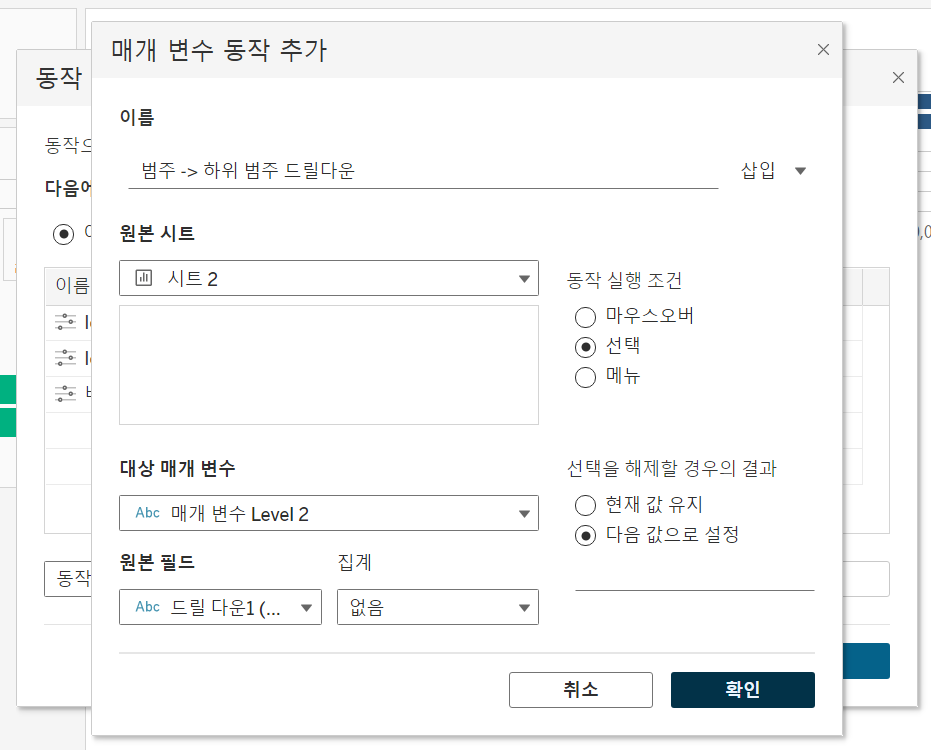 매개 변수 동작 추가
동작
이름
동작으
다음에
범주 -> 하위 범주 드릴다운
삽입
원본 시트
시트 2
동작 실행 조건
이름
마우스오버
선택
메뉴
대상 매개 변수
선택을 해제할 경우의 결과
Abc 매개 변수 Level 2
현재 값 유지
다음 값으로 설정
원본 필드
집계
동작
Abc 드릴 다운1 (...
없음
취소
확인